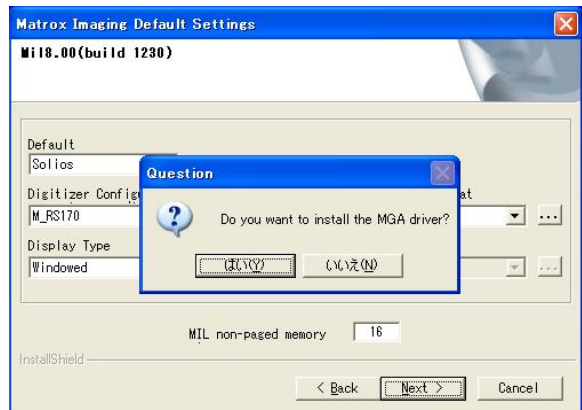 Matrox Imaging Default Settings
Mil8.00(build 1230)
Default
Solios
Question
Digitizer
at
M_RS170
Do you want to install the MGA driver?
...
Display Type
Windowed
はい(Y)
いいえ(N)
...
MIL non-paged memory 16
InstallShield
< Back
Next >
Cancel